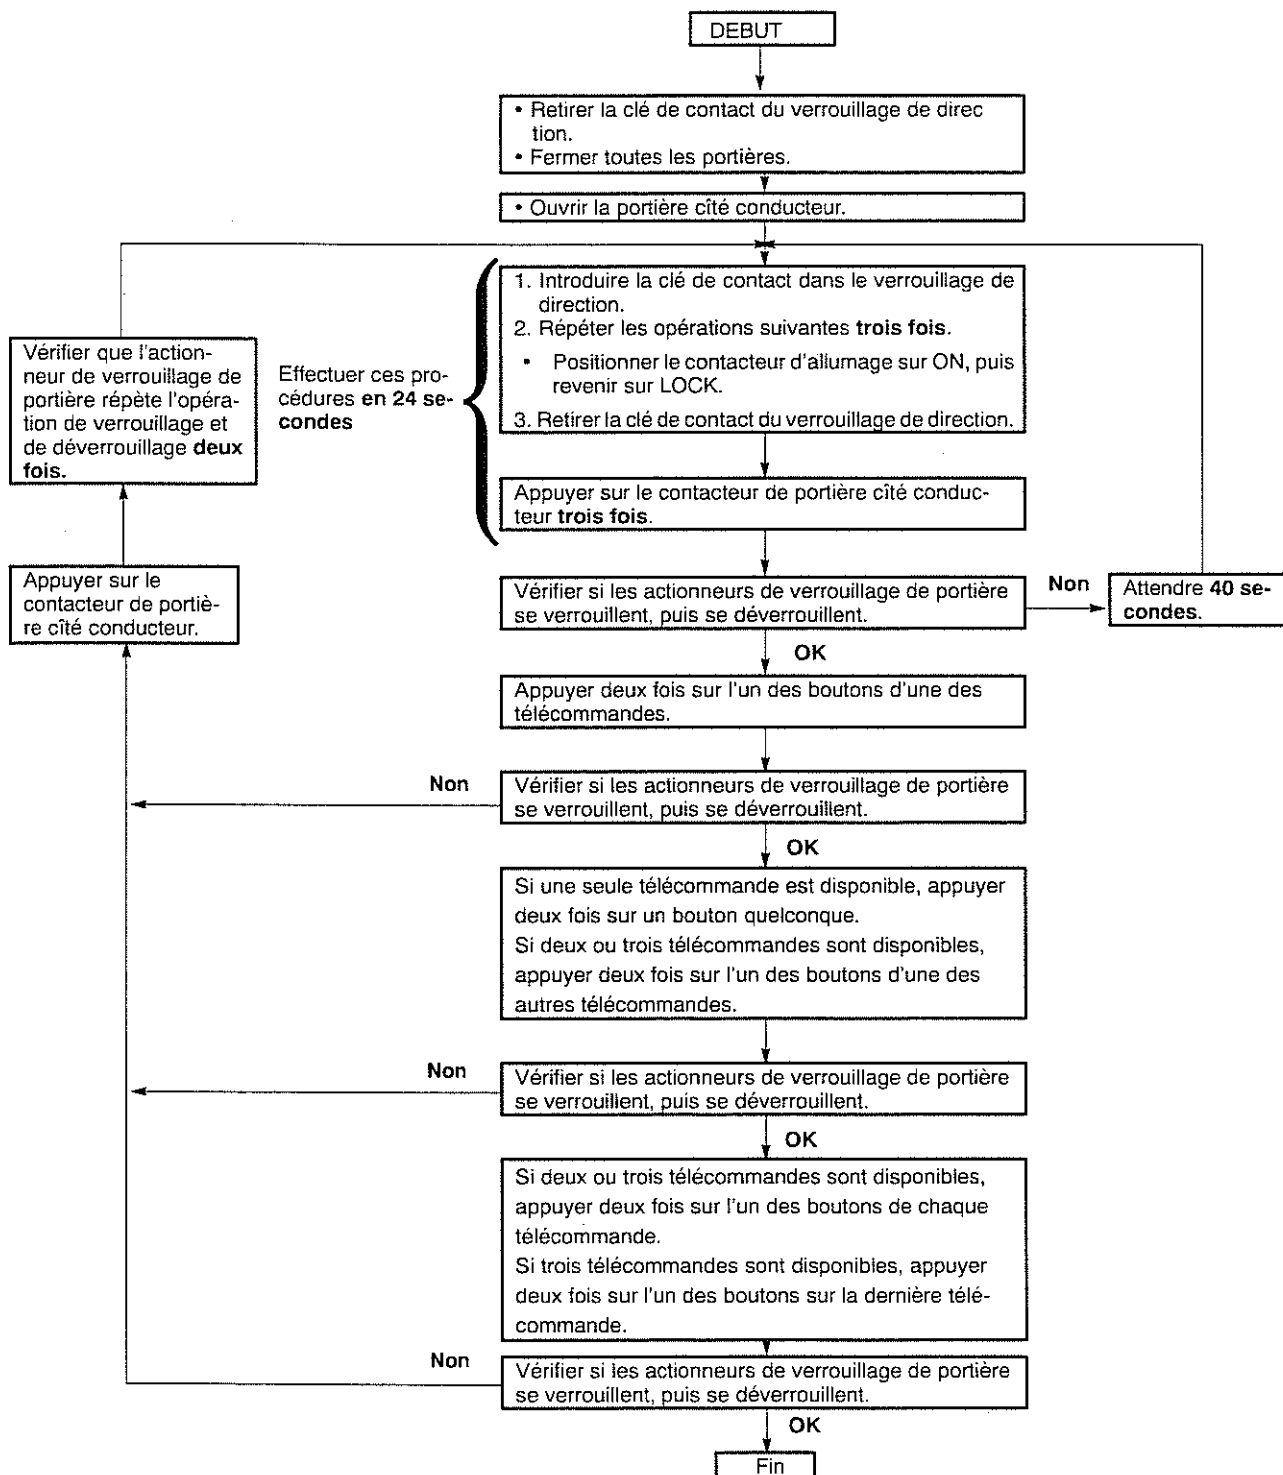 DEBUT
• Retirer la clé de contact du verrouillage de direc
tion.
• Fermer toutes les portières.
• Ouvrir la portière cîté conducteur.
1. Introduire la clé de contact dans le verrouillage de
direction.
2. Répéter les opérations suivantes trois fois.
• Positionner le contacteur d'allumage sur ON, puis
revenir sur LOCK.
3. Retirer la clé de contact du verrouillage de direction.
Effectuer ces pro-
cédures en 24 se-
condes
Vérifier que l'action-
neur de verrouillage de
portière répète l'opéra-
tion de verrouillage et
de déverrouillage deux
fois.
Appuyer sur le contacteur de portière cîté conduc-
teur trois fois.
Appuyer sur le
contacteur de portiè-
re cîté conducteur.
Vérifier si les actionneurs de verrouillage de portière
se verrouillent, puis se déverrouillent.
Non
Attendre 40 se-
condes.
OK
Appuyer deux fois sur l'un des boutons d'une des
télécommandes.
Non
Vérifier si les actionneurs de verrouillage de portière
se verrouillent, puis se déverrouillent.
OK
Si une seule télécommande est disponible, appuyer
deux fois sur un bouton quelconque.
Si deux ou trois télécommandes sont disponibles,
appuyer deux fois sur l'un des boutons d'une des
autres télécommandes.
Non
Vérifier si les actionneurs de verrouillage de portière
se verrouillent, puis se déverrouillent.
OK
Si deux ou trois télécommandes sont disponibles,
appuyer deux fois sur l'un des boutons de chaque
télécommande.
Si trois télécommandes sont disponibles, appuyer
deux fois sur l'un des boutons sur la dernière télé-
commande.
Non
Vérifier si les actionneurs de verrouillage de portière
se verrouillent, puis se déverrouillent.
OK
Fin